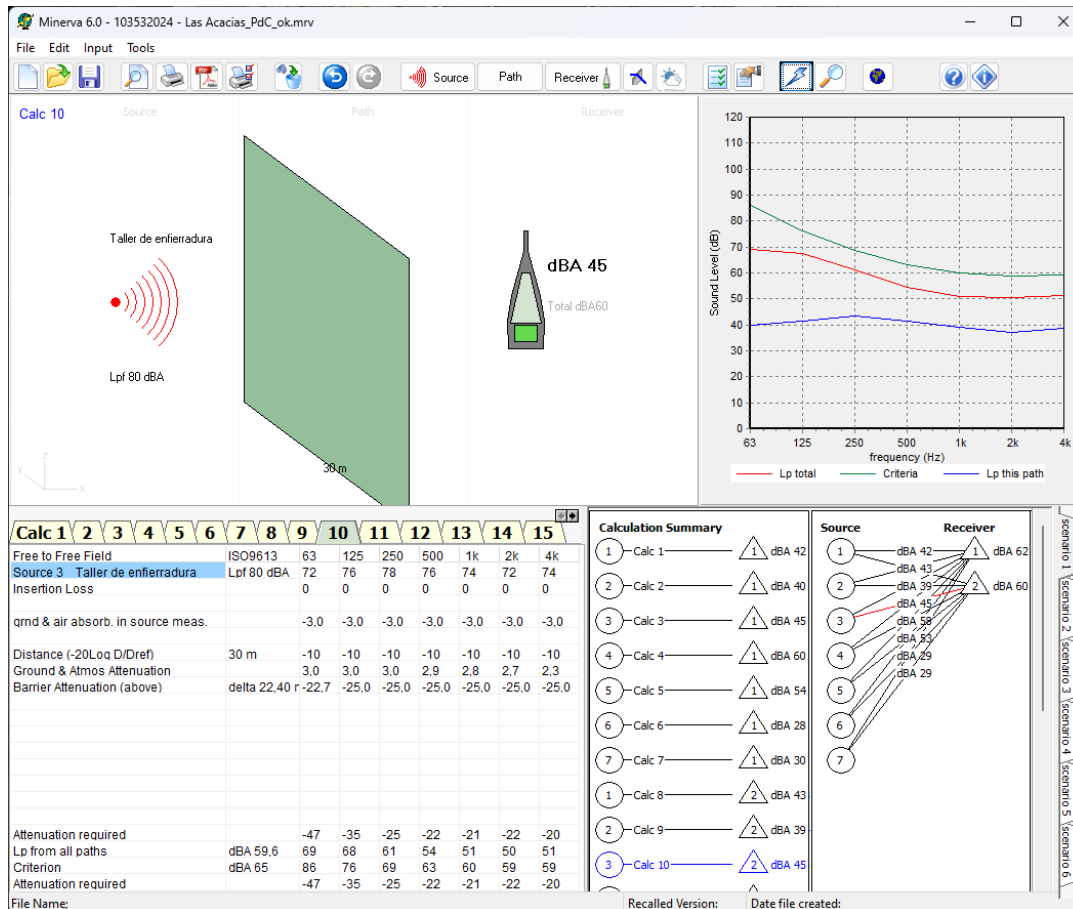 Minerva 6.0 - 103532024 - Las Acacias_PdC_ok.mrv
File Edit Input Tools
Source Path Receiver
Calc 10 Source Path Receiver
Taller de enfierradura
Lpf 80 dBA
30 m
dBA 45
Total dBA60
z
y
x
Sound Level (dB)
120
110
100
90
80
70
60
50
40
30
20
10
0
63 125 250 500 1k 2k 4k
frequency (Hz)
Lp total Criteria Lp this path
Calc 1 2 3 4 5 6 7 8 9 10 11 12 13 14 15
Free to Free Field ISO9613 63 125 250 500 1k 2k 4k
Source 3 Taller de enfierradura Lpf 80 dBA 72 76 78 76 74 72 74
Insertion Loss 0 0 0 0 0 0 0
grnd & air absorb. in source meas. -3,0 -3,0 -3,0 -3,0 -3,0 -3,0 -3,0
Distance (-20Log D/Dref) 30 m -10 -10 -10 -10 -10 -10 -10
Ground & Atmos Attenuation 3,0 3,0 3,0 2,9 2,8 2,7 2,3
Barrier Attenuation (above) delta 22,40 r -22,7 -25,0 -25,0 -25,0 -25,0 -25,0 -25,0
Attenuation required -47 -35 -25 -22 -21 -22 -20
Lp from all paths dBA 59,6 69 68 61 54 51 50 51
Criterion dBA 65 86 76 69 63 60 59 59
Attenuation required -47 -35 -25 -22 -21 -22 -20
Calculation Summary
1 Calc 1 1 dBA 42
2 Calc 2 1 dBA 40
3 Calc 3 1 dBA 45
4 Calc 4 1 dBA 60
5 Calc 5 1 dBA 54
6 Calc 6 1 dBA 28
7 Calc 7 1 dBA 30
1 Calc 8 2 dBA 43
2 Calc 9 2 dBA 39
3 Calc 10 2 dBA 45
Source Receiver
1 dBA 42 1 dBA 62
dBA 43
2 dBA 39 2 dBA 60
dBA 45
3 dBA 58
dBA 53
4 dBA 29
dBA 29
5
6
7
scenario 1
scenario 2
scenario 3
scenario 4
scenario 5
scenario 6
File Name: Recalled Version: Date file created: